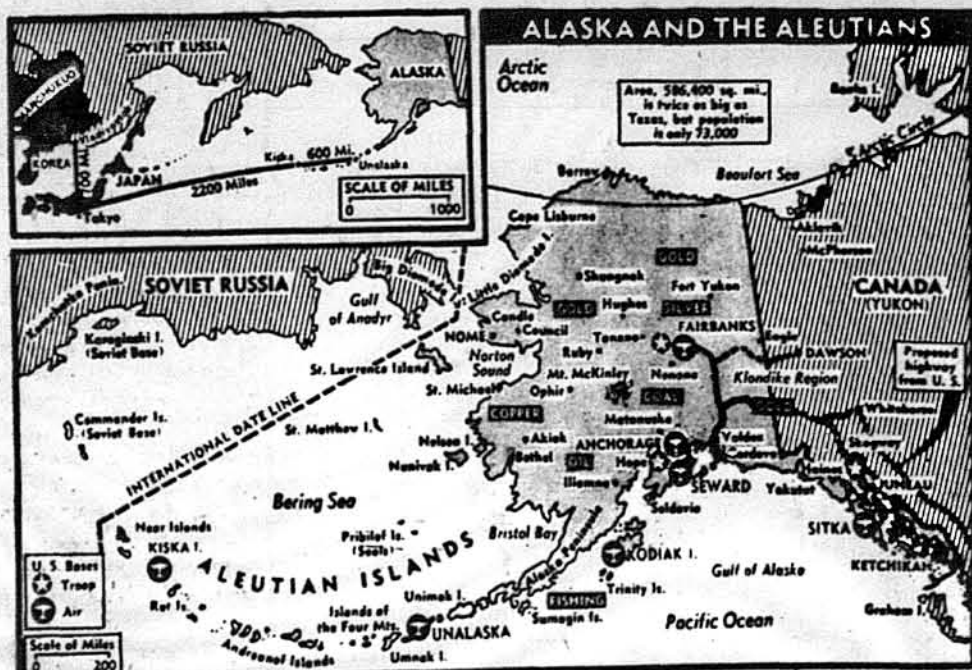 ALASKA AND THE ALEUTIANS
SOVIET RUSSIA
ALASKA
KOREA
JAPAN
Tokyo
Kiska
600 Mi.
Unalaska
2200 Miles
SCALE OF MILES
0 1000
Arctic
Ocean
Area, 586,400 sq. mi.,
is twice as big as
Texas, but population
is only 73,000
Banks I.
Arctic Circle
Beaufort Sea
Barrow
Cape Lisburne
Aklavik
McPherson
SOVIET RUSSIA
Big Diomede
Little Diomede I.
Gulf
of Anadyr
Karaginski I.
(Soviet Base)
Commander Is.
(Soviet Base)
INTERNATIONAL DATE LINE
St. Lawrence Island
St. Matthew I.
Shungnak
GOLD
Fort Yukon
GOLD
Hughes
SILVER
Candle
Council
NOME
Norton
Sound
Tanana
FAIRBANKS
Ruby
Nenana
St. Michael
Mt. McKinley
Ophir
COAL
Matanuska
COPPER
Nelson I.
Nunivak I.
Akiak
Bethel
ANCHORAGE
OIL
Hope
Iliamna
SEWARD
Seldovia
Valdez
Cordova
Eagle
DAWSON
Klondike Region
CANADA
(YUKON)
Proposed
highway
from U. S.
Whitehorse
Skagway
Haines
JUNEAU
Yakutat
SITKA
KETCHIKAN
Graham I.
Bering Sea
Bristol Bay
Alaska Peninsula
KODIAK I.
Trinity Is.
Gulf of Alaska
Pacific Ocean
FISHING
Sumagin Is.
Pribilof Is.
(Seals)
Near Islands
KISKA I.
ALEUTIAN ISLANDS
Rat Is.
Andreanof Islands
Islands of
the Four Mts.
Unimak I.
UNALASKA
Umnak I.
U. S. Bases
Troop
Air
Scale of Miles
0 200